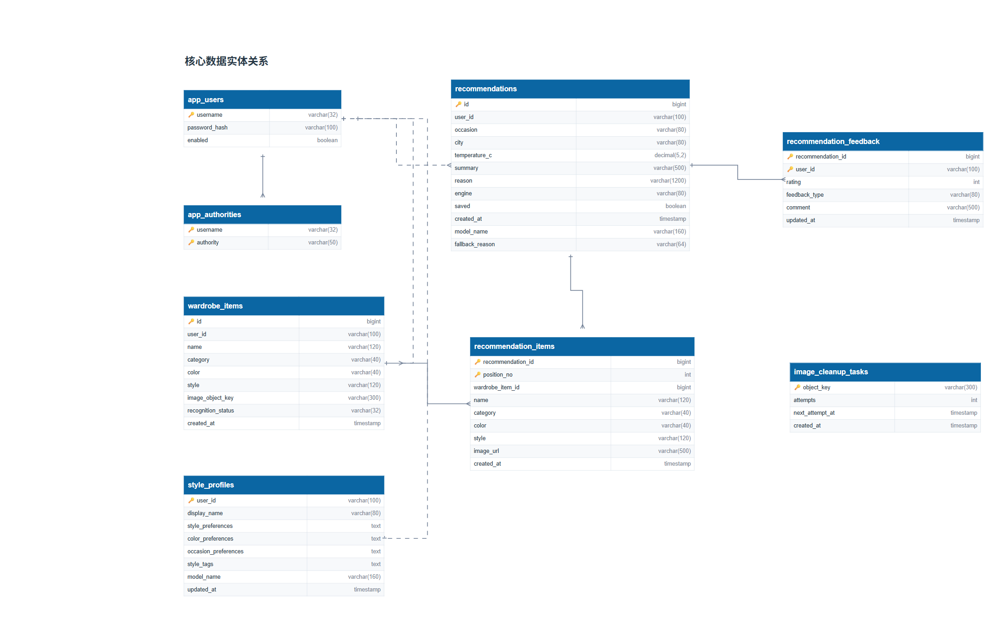 核心数据实体关系
app_users
username varchar(32)
password_hash varchar(100)
enabled boolean
app_authorities
username varchar(32)
authority varchar(50)
wardrobe_items
id bigint
user_id varchar(100)
name varchar(120)
category varchar(40)
color varchar(40)
style varchar(120)
image_object_key varchar(300)
recognition_status varchar(32)
created_at timestamp
style_profiles
user_id varchar(100)
display_name varchar(80)
style_preferences text
color_preferences text
occasion_preferences text
style_tags text
model_name varchar(160)
updated_at timestamp
recommendations
id bigint
user_id varchar(100)
occasion varchar(80)
city varchar(80)
temperature_c decimal(5,2)
summary varchar(500)
reason varchar(1200)
engine varchar(80)
saved boolean
created_at timestamp
model_name varchar(160)
fallback_reason varchar(64)
recommendation_items
recommendation_id bigint
position_no int
wardrobe_item_id bigint
name varchar(120)
category varchar(40)
color varchar(40)
style varchar(120)
image_url varchar(500)
created_at timestamp
recommendation_feedback
recommendation_id bigint
user_id varchar(100)
rating int
feedback_type varchar(80)
comment varchar(500)
updated_at timestamp
image_cleanup_tasks
object_key varchar(300)
attempts int
next_attempt_at timestamp
created_at timestamp